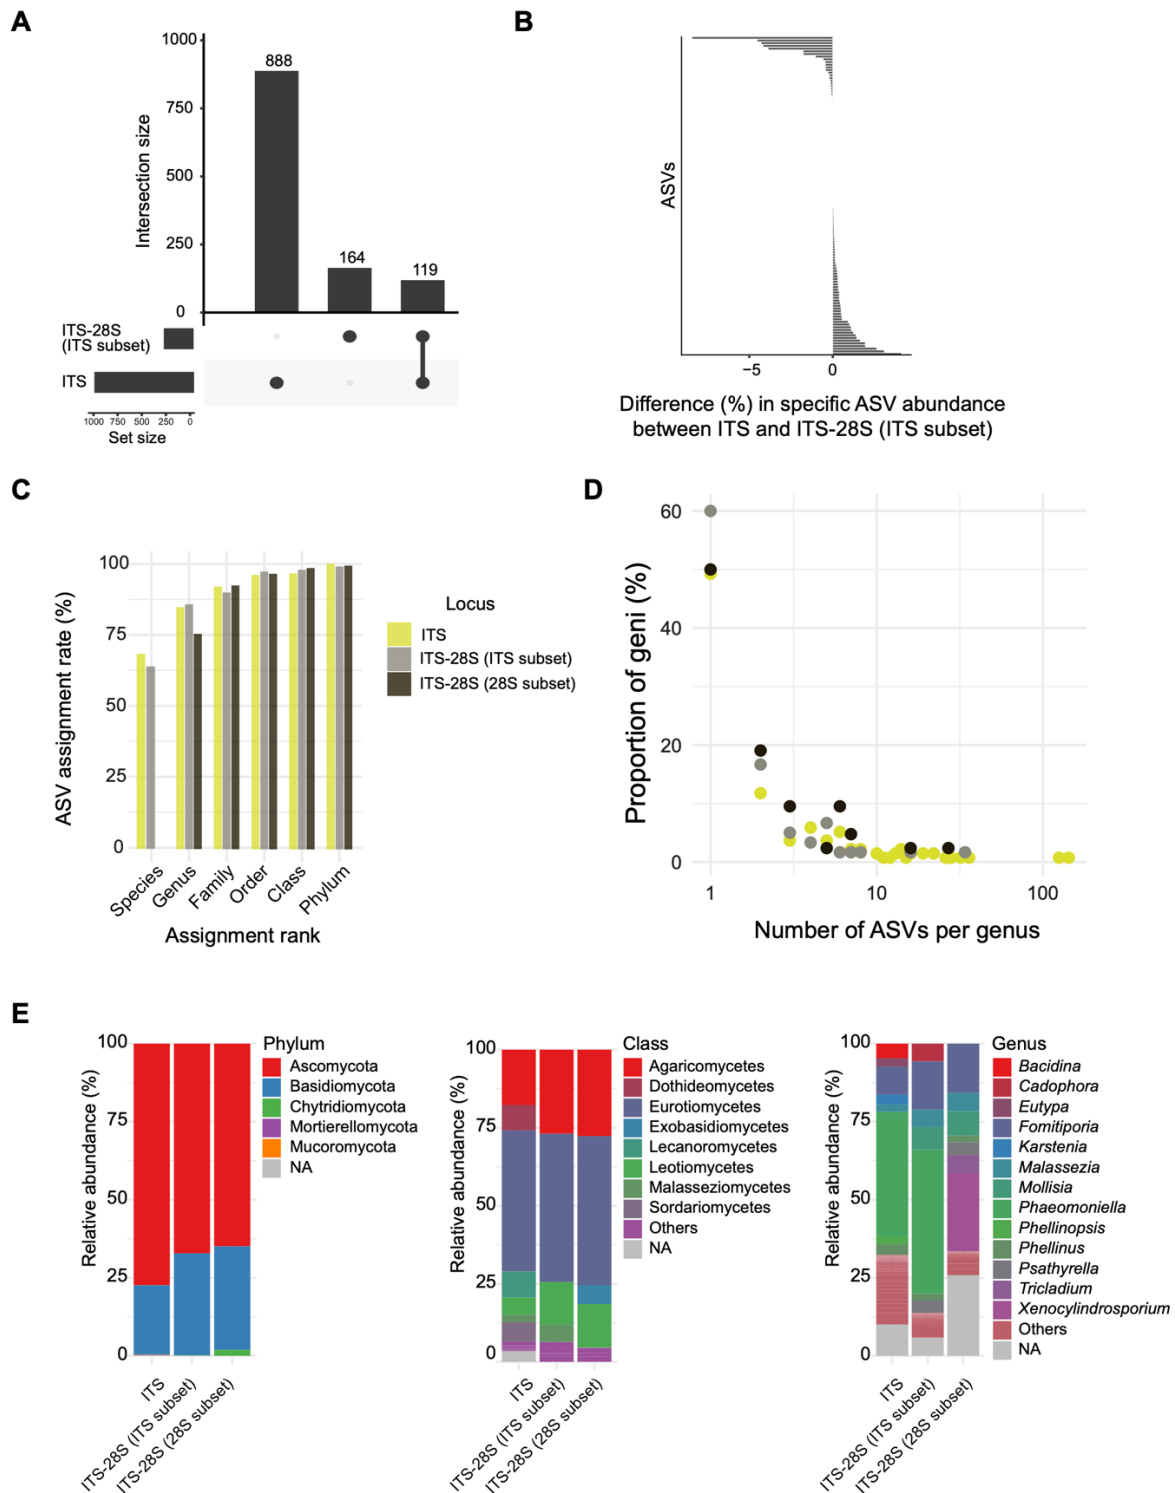 A
1000
888
750
Intersection size
500
250
164
119
0
ITS-28S
(ITS subset)
ITS
1000 750 500 250 0
Set size
B
ASVs
−5 0
Difference (%) in specific ASV abundance
between ITS and ITS-28S (ITS subset)
C
100
75
50
25
0
ASV assignment rate (%)
Species
Genus
Family
Order
Class
Phylum
Assignment rank
Locus
ITS
ITS-28S (ITS subset)
ITS-28S (28S subset)
D
60
40
20
0
Proportion of geni (%)
1 10 100
Number of ASVs per genus
E
100
75
50
25
0
Relative abundance (%)
ITS
ITS-28S (ITS subset)
ITS-28S (28S subset)
Phylum
Ascomycota
Basidiomycota
Chytridiomycota
Mortierellomycota
Mucoromycota
NA
100
75
50
25
0
Relative abundance (%)
ITS
ITS-28S (ITS subset)
ITS-28S (28S subset)
Class
Agaricomycetes
Dothideomycetes
Eurotiomycetes
Exobasidiomycetes
Lecanoromycetes
Leotiomycetes
Malasseziomycetes
Sordariomycetes
Others
NA
100
75
50
25
0
Relative abundance (%)
ITS
ITS-28S (ITS subset)
ITS-28S (28S subset)
Genus
Bacidina
Cadophora
Eutypa
Fomitiporia
Karstenia
Malassezia
Mollisia
Phaeomoniella
Phellinopsis
Phellinus
Psathyrella
Tricladium
Xenocylindrosporium
Others
NA